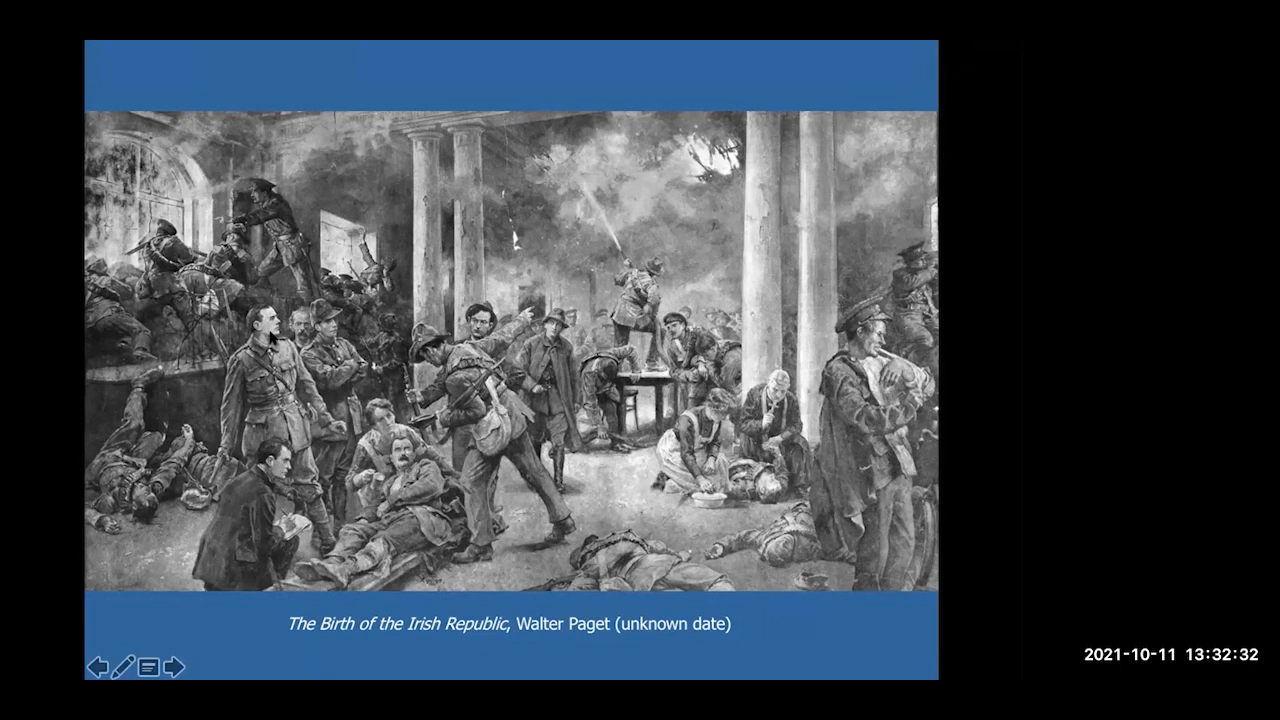 The Birth of the Irish Republic, Walter Paget (unknown date)
2021-10-11 13:32:32